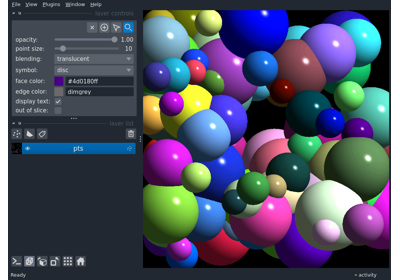 File View Plugins Window Help
layer controls
opacity: 1.00
point size: 10
blending: translucent
symbol: disc
face color: #4d0180ff
edge color: dimgrey
display text:
out of slice:
layer list
pts
Ready activity